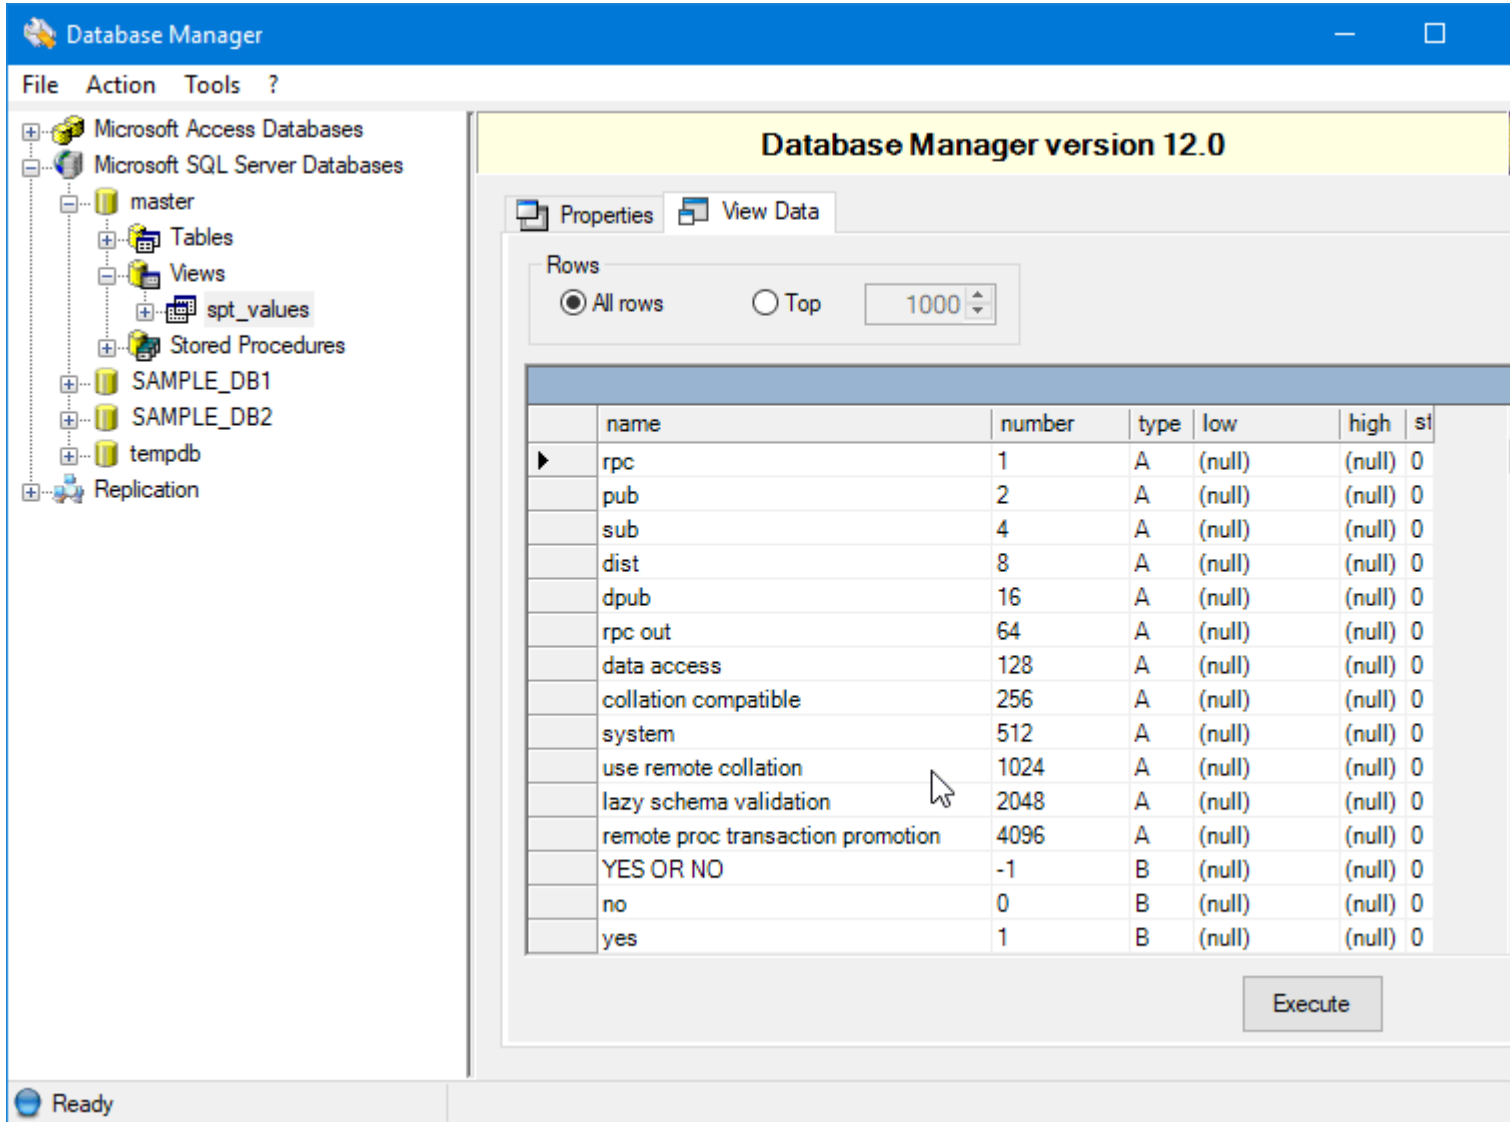 Database Manager
File Action Tools ?
Microsoft Access Databases
Microsoft SQL Server Databases
master
Tables
Views
spt_values
Stored Procedures
SAMPLE_DB1
SAMPLE_DB2
tempdb
Replication
Database Manager version 12.0
Properties View Data
Rows
All rows Top 1000
name number type low high st
rpc 1 A (null) (null) 0
pub 2 A (null) (null) 0
sub 4 A (null) (null) 0
dist 8 A (null) (null) 0
dpub 16 A (null) (null) 0
rpc out 64 A (null) (null) 0
data access 128 A (null) (null) 0
collation compatible 256 A (null) (null) 0
system 512 A (null) (null) 0
use remote collation 1024 A (null) (null) 0
lazy schema validation 2048 A (null) (null) 0
remote proc transaction promotion 4096 A (null) (null) 0
YES OR NO -1 B (null) (null) 0
no 0 B (null) (null) 0
yes 1 B (null) (null) 0
Execute
Ready